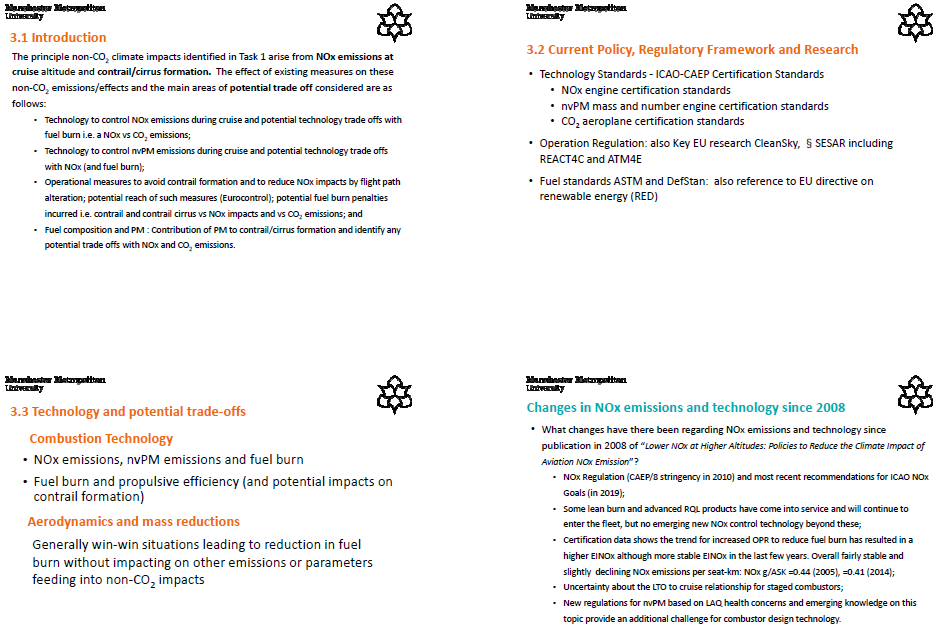 Manchester Metropolitan
University
3.1 Introduction
The principle non-CO2 climate impacts identified in Task 1 arise from NOx emissions at
cruise altitude and contrail/cirrus formation. The effect of existing measures on these
non-CO2 emissions/effects and the main areas of potential trade off considered are as
follows:
• Technology to control NOx emissions during cruise and potential technology trade offs with
fuel burn i.e. a NOx vs CO2 emissions;
• Technology to control nvPM emissions during cruise and potential technology trade offs
with NOx (and fuel burn);
• Operational measures to avoid contrail formation and to reduce NOx impacts by flight path
alteration; potential reach of such measures (Eurocontrol); potential fuel burn penalties
incurred i.e. contrail and contrail cirrus vs NOx impacts and vs CO2 emissions; and
• Fuel composition and PM : Contribution of PM to contrail/cirrus formation and identify any
potential trade offs with NOx and CO2 emissions.
Manchester Metropolitan
University
3.2 Current Policy, Regulatory Framework and Research
• Technology Standards - ICAO-CAEP Certification Standards
• NOx engine certification standards
• nvPM mass and number engine certification standards
• CO2 aeroplane certification standards
• Operation Regulation: also Key EU research CleanSky, § SESAR including
REACT4C and ATM4E
• Fuel standards ASTM and DefStan: also reference to EU directive on
renewable energy (RED)
Manchester Metropolitan
University
3.3 Technology and potential trade-offs
Combustion Technology
• NOx emissions, nvPM emissions and fuel burn
• Fuel burn and propulsive efficiency (and potential impacts on
contrail formation)
Aerodynamics and mass reductions
Generally win-win situations leading to reduction in fuel
burn without impacting on other emissions or parameters
feeding into non-CO2 impacts
Manchester Metropolitan
University
Changes in NOx emissions and technology since 2008
• What changes have there been regarding NOx emissions and technology since
publication in 2008 of "Lower NOx at Higher Altitudes: Policies to Reduce the Climate Impact of
Aviation NOx Emission"?
• NOx Regulation (CAEP/8 stringency in 2010) and most recent recommendations for ICAO NOx
Goals (in 2019);
• Some lean burn and advanced RQL products have come into service and will continue to
enter the fleet, but no emerging new NOx control technology beyond these;
• Certification data shows the trend for increased OPR to reduce fuel burn has resulted in a
higher EINOx although more stable EINOx in the last few years. Overall fairly stable and
slightly declining NOx emissions per seat-km: NOx g/ASK =0.44 (2005), =0.41 (2014);
• Uncertainty about the LTO to cruise relationship for staged combustors;
• New regulations for nvPM based on LAQ health concerns and emerging knowledge on this
topic provide an additional challenge for combustor design technology.